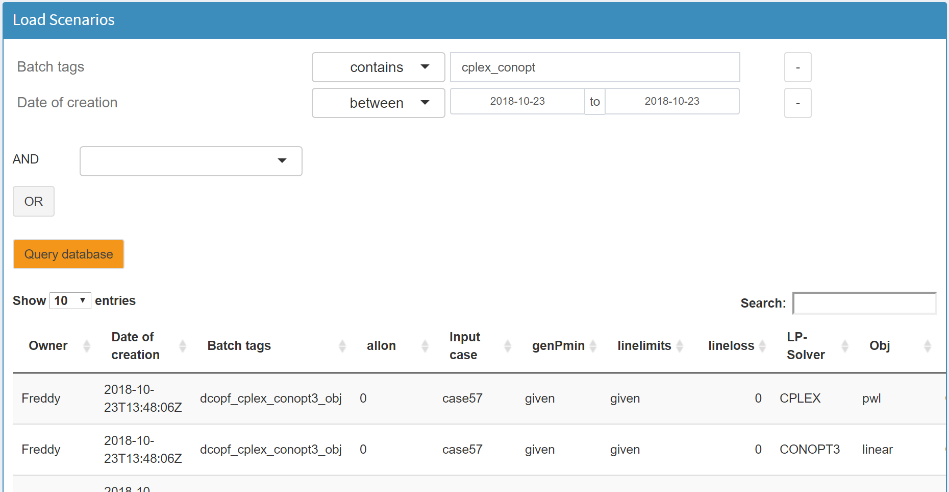 Load Scenarios
Batch tags contains cplex_conopt -
Date of creation between 2018-10-23 to 2018-10-23 -
AND
OR
Query database
Show 10 entries Search:
Owner Date of creation Batch tags allon Input case genPmin linelimits lineloss LP-Solver Obj
Freddy 2018-10-23T13:48:06Z dcopf_cplex_conopt3_obj 0 case57 given given 0 CPLEX pwl
Freddy 2018-10-23T13:48:06Z dcopf_cplex_conopt3_obj 0 case57 given given 0 CONOPT3 linear
2018-10-